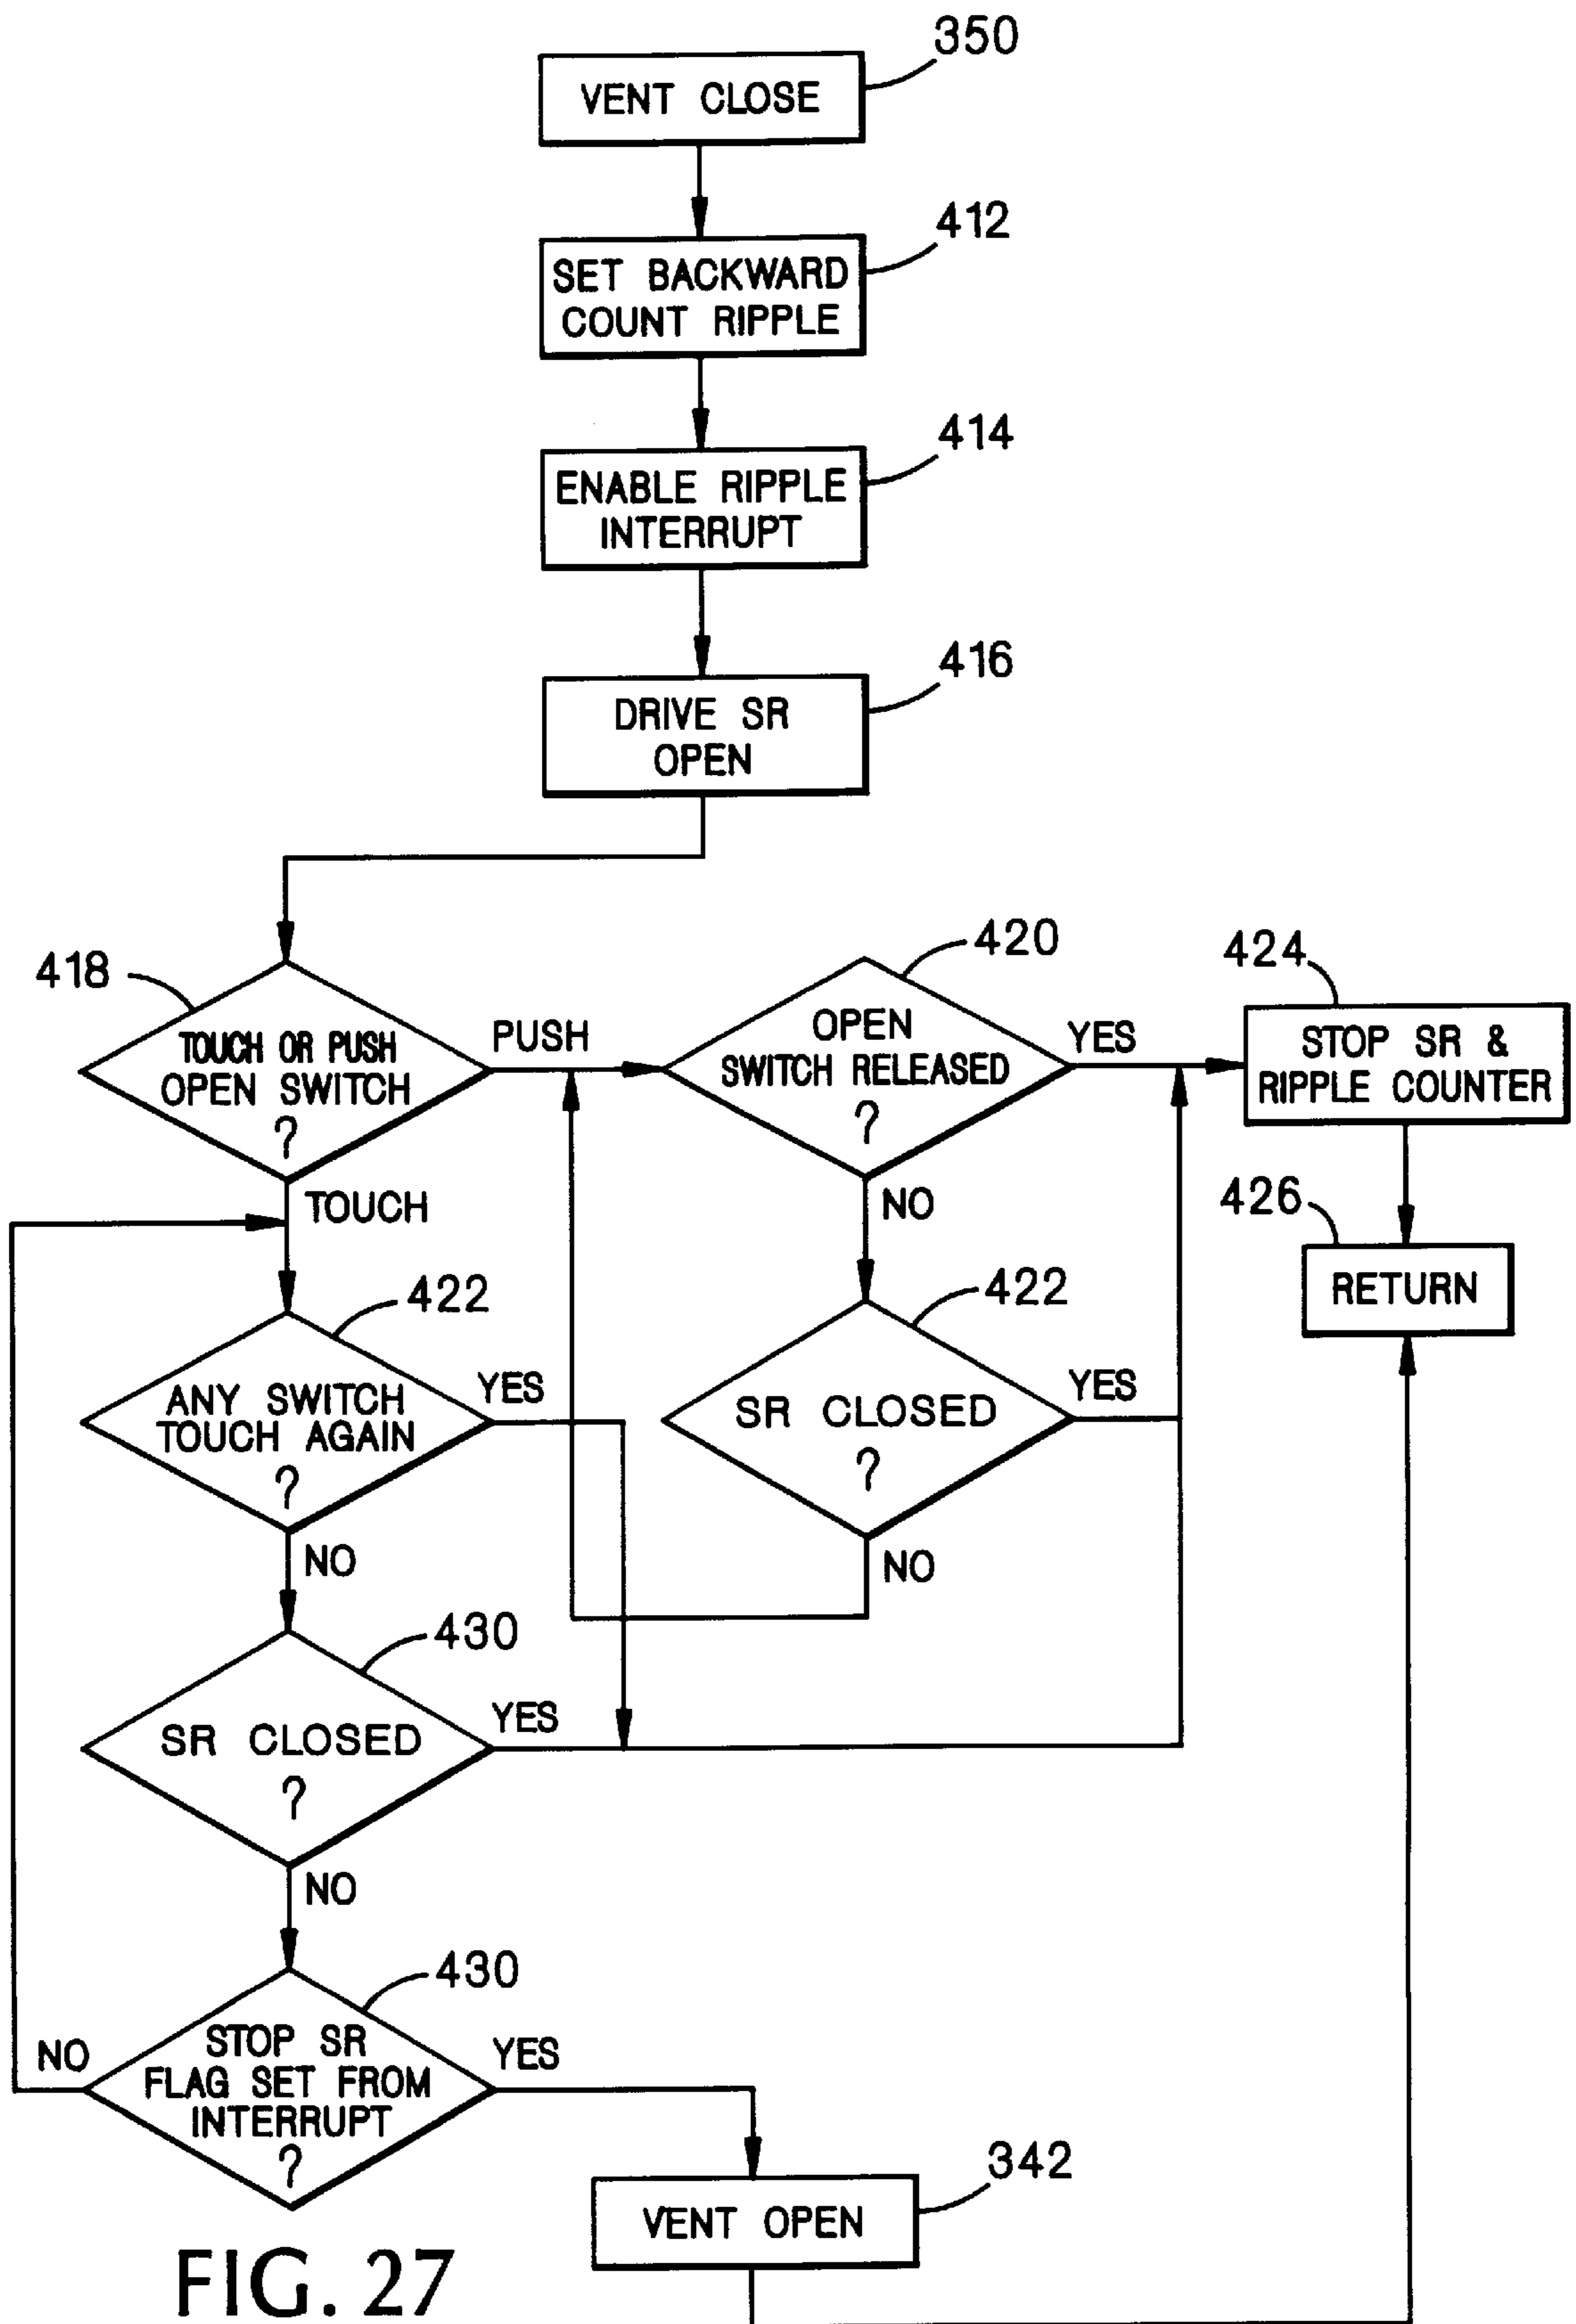 350
VENT CLOSE
412
SET BACKWARD
COUNT RIPPLE
414
ENABLE RIPPLE
INTERRUPT
416
DRIVE SR
OPEN
418
TOUCH OR PUSH
OPEN SWITCH
?
PUSH
TOUCH
420
OPEN
SWITCH RELEASED
?
YES
NO
424
STOP SR &
RIPPLE COUNTER
426
RETURN
422
ANY SWITCH
TOUCH AGAIN
?
YES
NO
422
SR CLOSED
?
YES
NO
430
SR CLOSED
?
YES
NO
430
STOP SR
FLAG SET FROM
INTERRUPT
?
NO
YES
342
VENT OPEN
FIG. 27